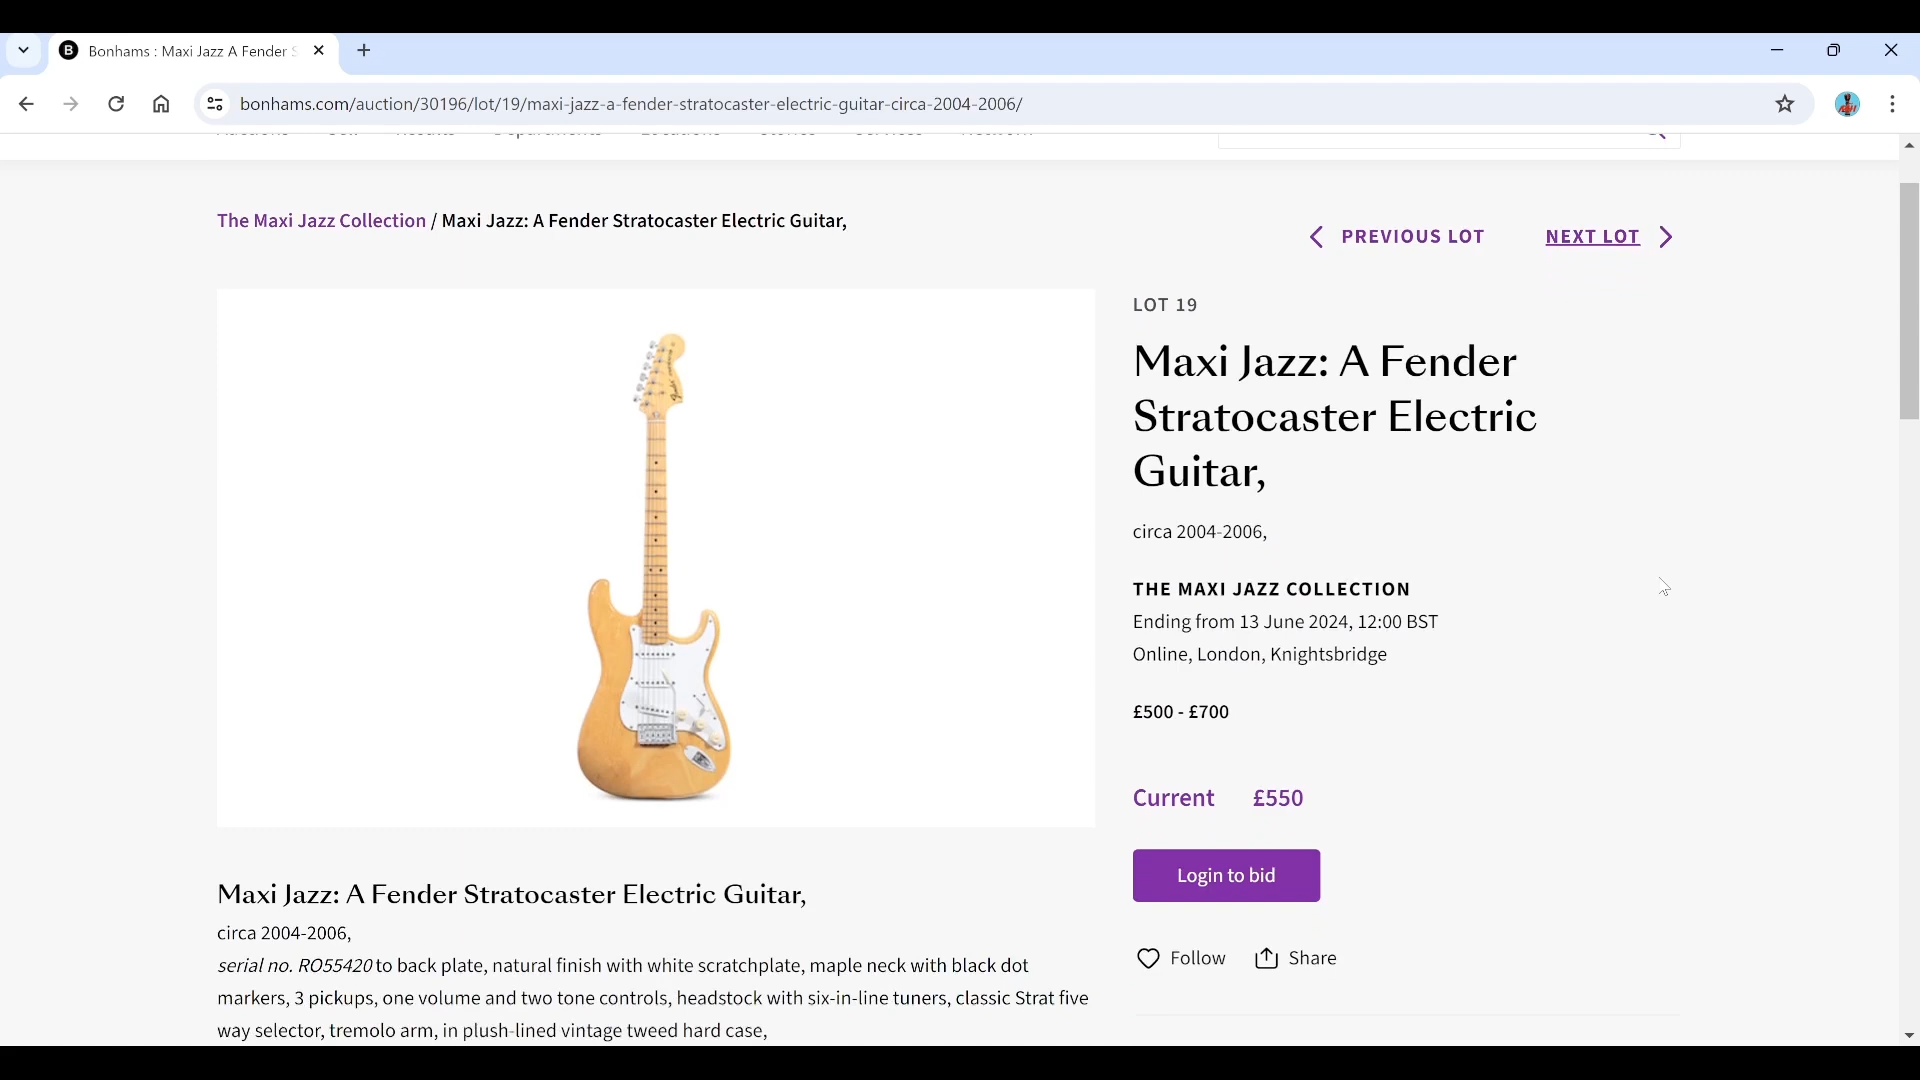 B Bonhams : Maxi Jazz A Fender
bonhams.com/auction/30196/lot/19/maxi-jazz-a-fender-stratocaster-electric-guitar-circa-2004-2006/
The Maxi Jazz Collection / Maxi Jazz: A Fender Stratocaster Electric Guitar,
PREVIOUS LOT
NEXT LOT
LOT 19
Maxi Jazz: A Fender
Stratocaster Electric
Guitar,
circa 2004-2006,
THE MAXI JAZZ COLLECTION
Ending from 13 June 2024, 12:00 BST
Online, London, Knightsbridge
£500 - £700
Current £550
Login to bid
Follow
Share
Maxi Jazz: A Fender Stratocaster Electric Guitar,
circa 2004-2006,
serial no. RO55420 to back plate, natural finish with white scratchplate, maple neck with black dot
markers, 3 pickups, one volume and two tone controls, headstock with six-in-line tuners, classic Strat five
way selector, tremolo arm, in plush-lined vintage tweed hard case,